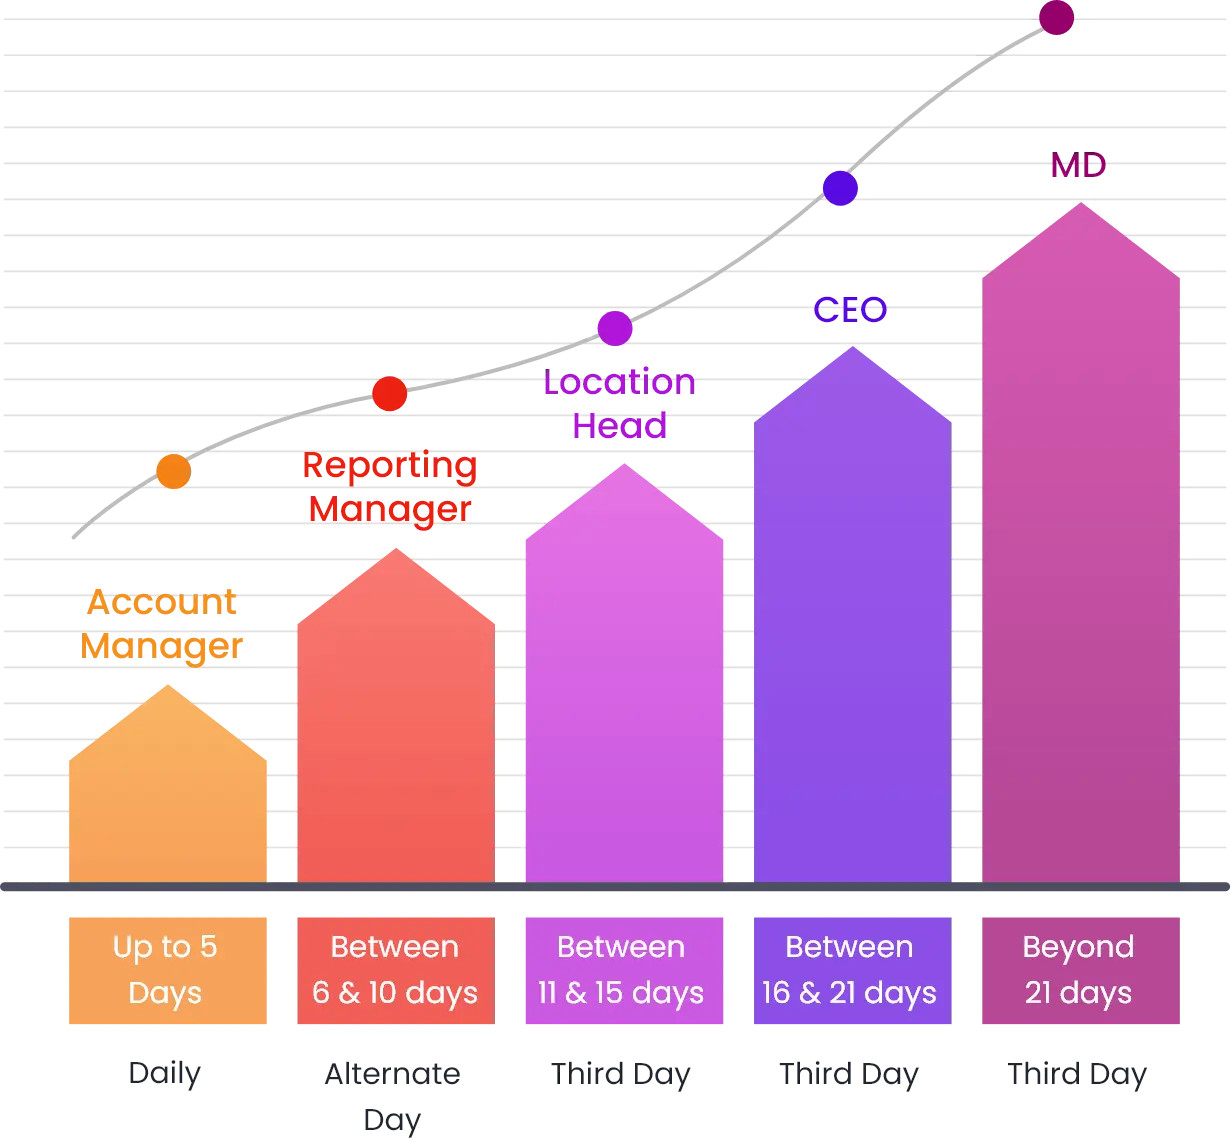 MD
CEO
Location
Head
Reporting
Manager
Account
Manager
Up to 5
Days
Between
6 & 10 days
Between
11 & 15 days
Between
16 & 21 days
Beyond
21 days
Daily
Alternate
Day
Third Day
Third Day
Third Day